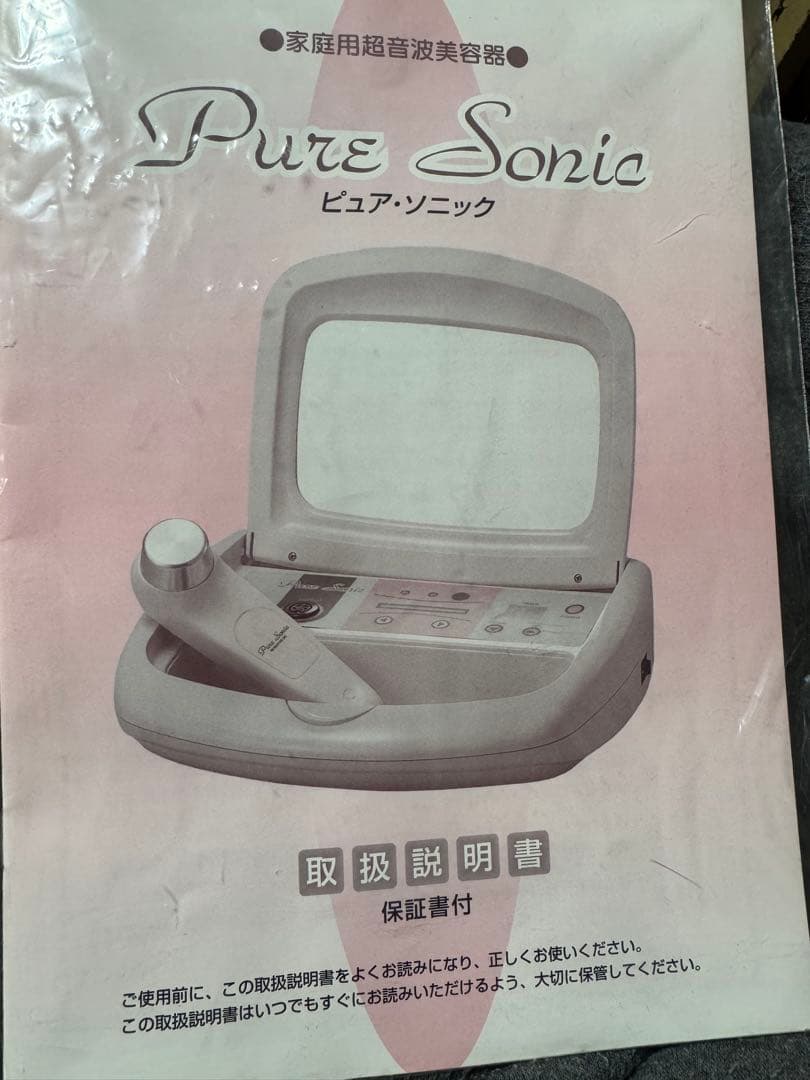 ●家庭用超音波美容器●
Pure Sonic
ピュア・ソニック
Pure Sonic
Pure Sonic
取扱説明書
保証書付
ご使用前に、この取扱説明書をよくお読みになり、正しくお使いください。
この取扱説明書はいつでもすぐにお読みいただけるよう、大切に保管してください。